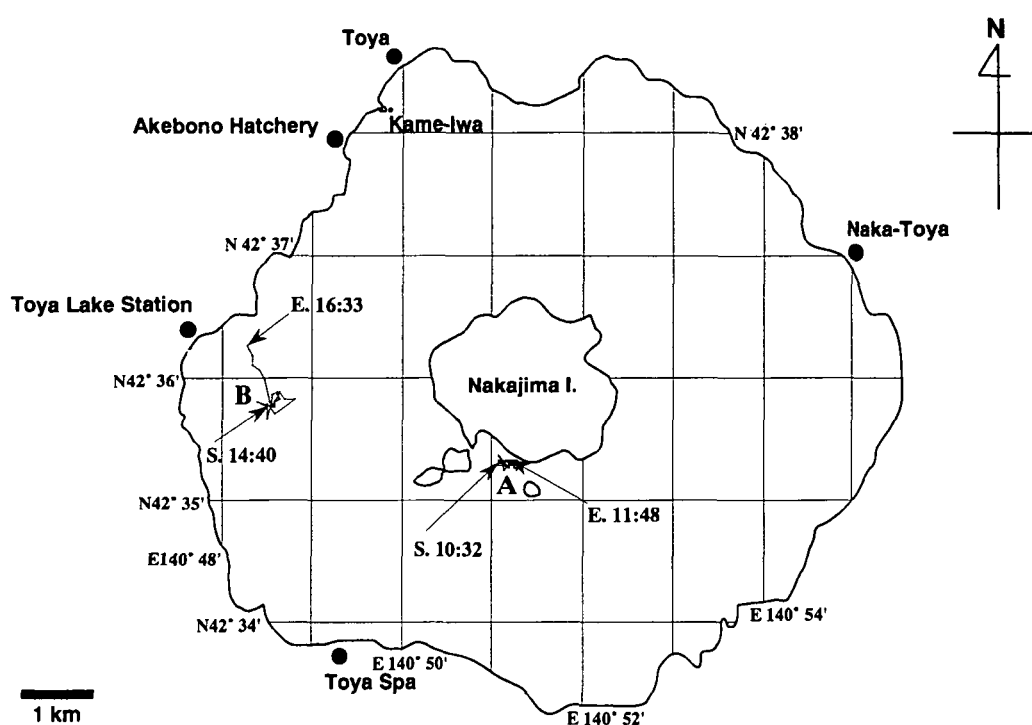 Toya
N
Akebono Hatchery
Kame-Iwa
N 42° 38'
Naka-Toya
N 42° 37'
E. 16:33
Toya Lake Station
N42° 36'
B
Nakajima I.
S. 14:40
A
N42° 35'
E. 11:48
S. 10:32
E140° 48'
N42° 34'
E 140° 54'
E 140° 50'
Toya Spa
E 140° 52'
1 km